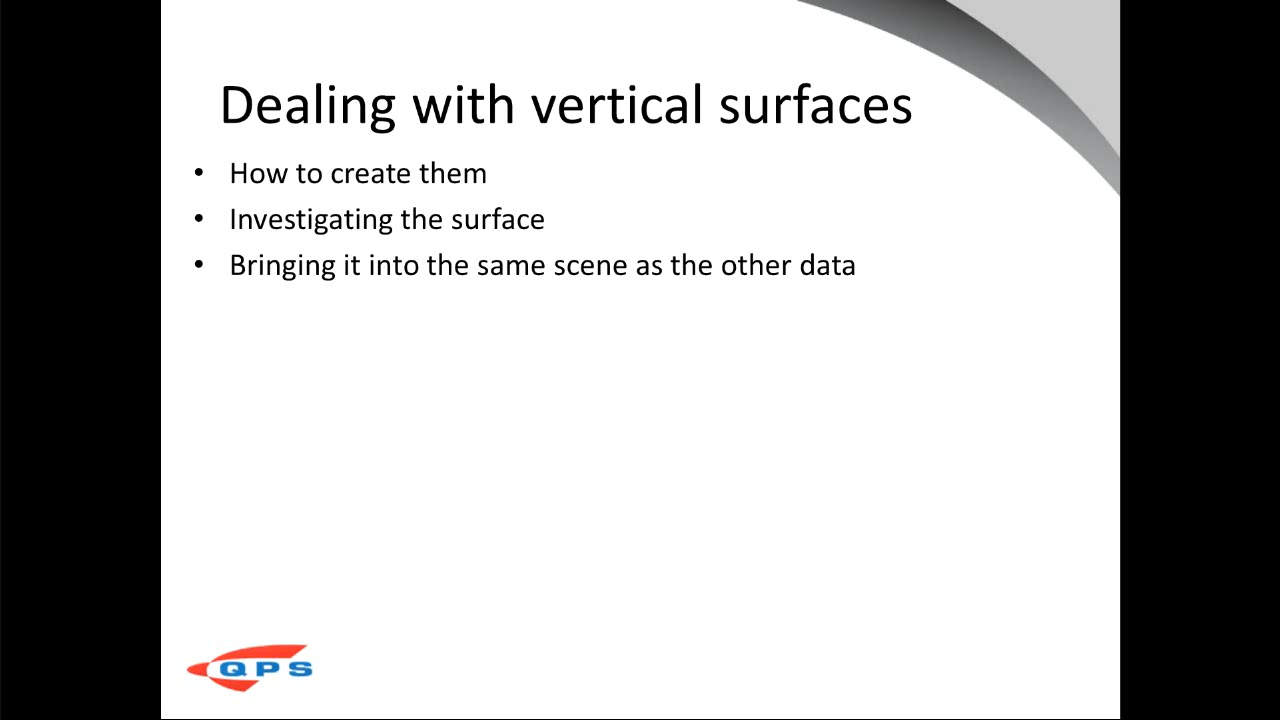 Dealing with vertical surfaces
• How to create them
• Investigating the surface
• Bringing it into the same scene as the other data
QPS